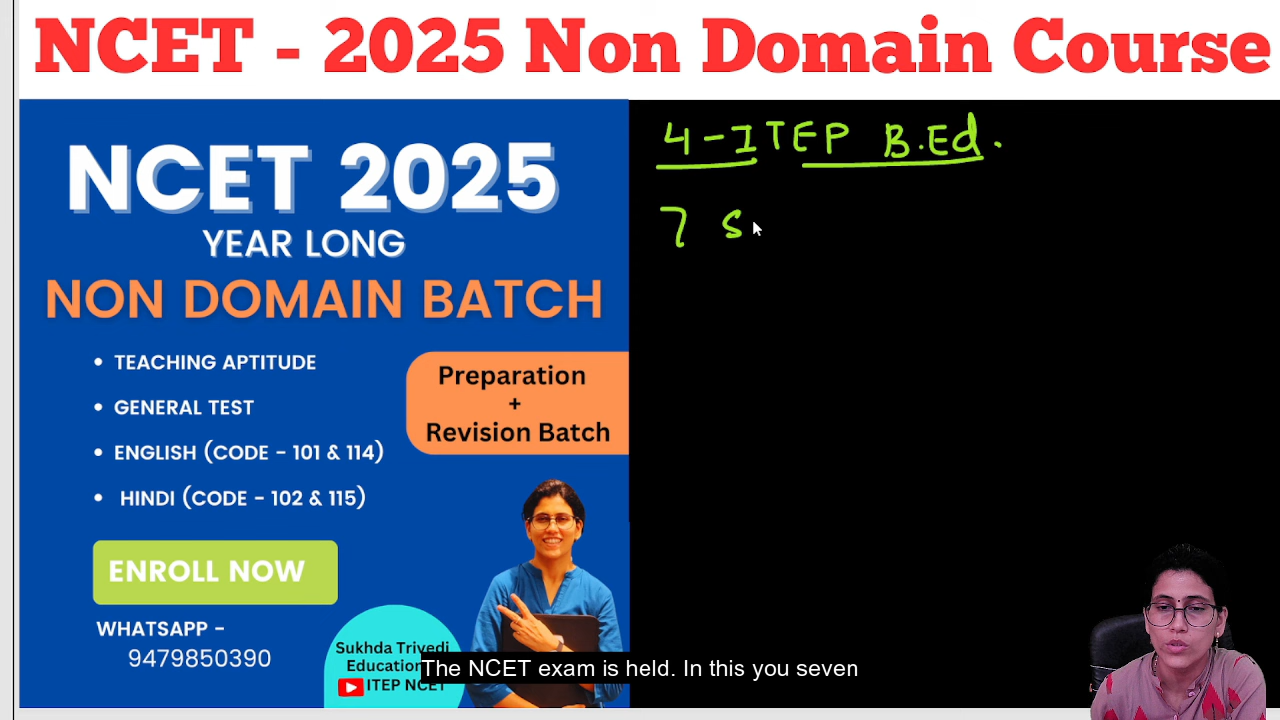 NCET - 2025 Non Domain Course
NCET 2025
YEAR LONG
NON DOMAIN BATCH
• TEACHING APTITUDE
• GENERAL TEST
• ENGLISH (CODE - 101 & 114)
• HINDI (CODE - 102 & 115)
Preparation
+
Revision Batch
ENROLL NOW
WHATSAPP -
9479850390
Sukhda Trivedi
Education
ITEP NCET
4-ITEP B.Ed.
7 S
The NCET exam is held. In this you seven